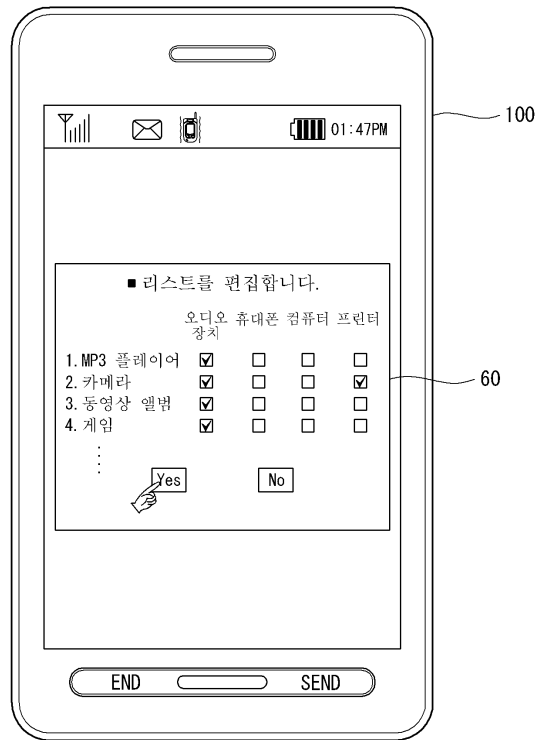 01:47PM
100
■ 리스트를 편집합니다.
오디오 장치 휴대폰 컴퓨터 프린터
1. MP3 플레이어
2. 카메라
60
3. 동영상 앨범
4. 게임
Yes No
END SEND